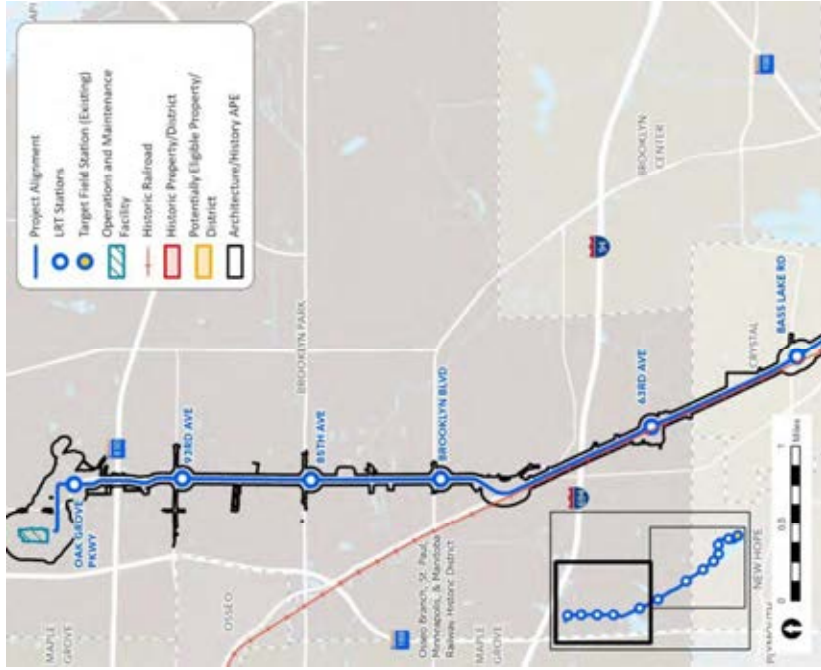 Project Alignment
LRT Stations
Target Field Station (Existing)
Operations and Maintenance
Facility
Historic Railroad
Historic Property/District
Potentially Eligible Property/
District
Architecture/History APE
MAPLE
GROVE
OAK GROVE
PKWY
93RD AVE
OSSEO
BROOKLYN PARK
85TH AVE
BROOKLYN BLVD
Osseo Branch, St. Paul,
Minneapolis, & Manitoba
Railway Historic District
MAPLE
GROVE
BROOKLYN
CENTER
94
63RD AVE
CRYSTAL
BASS LAKE RD
NEW HOPE
0
0.5
1
Miles